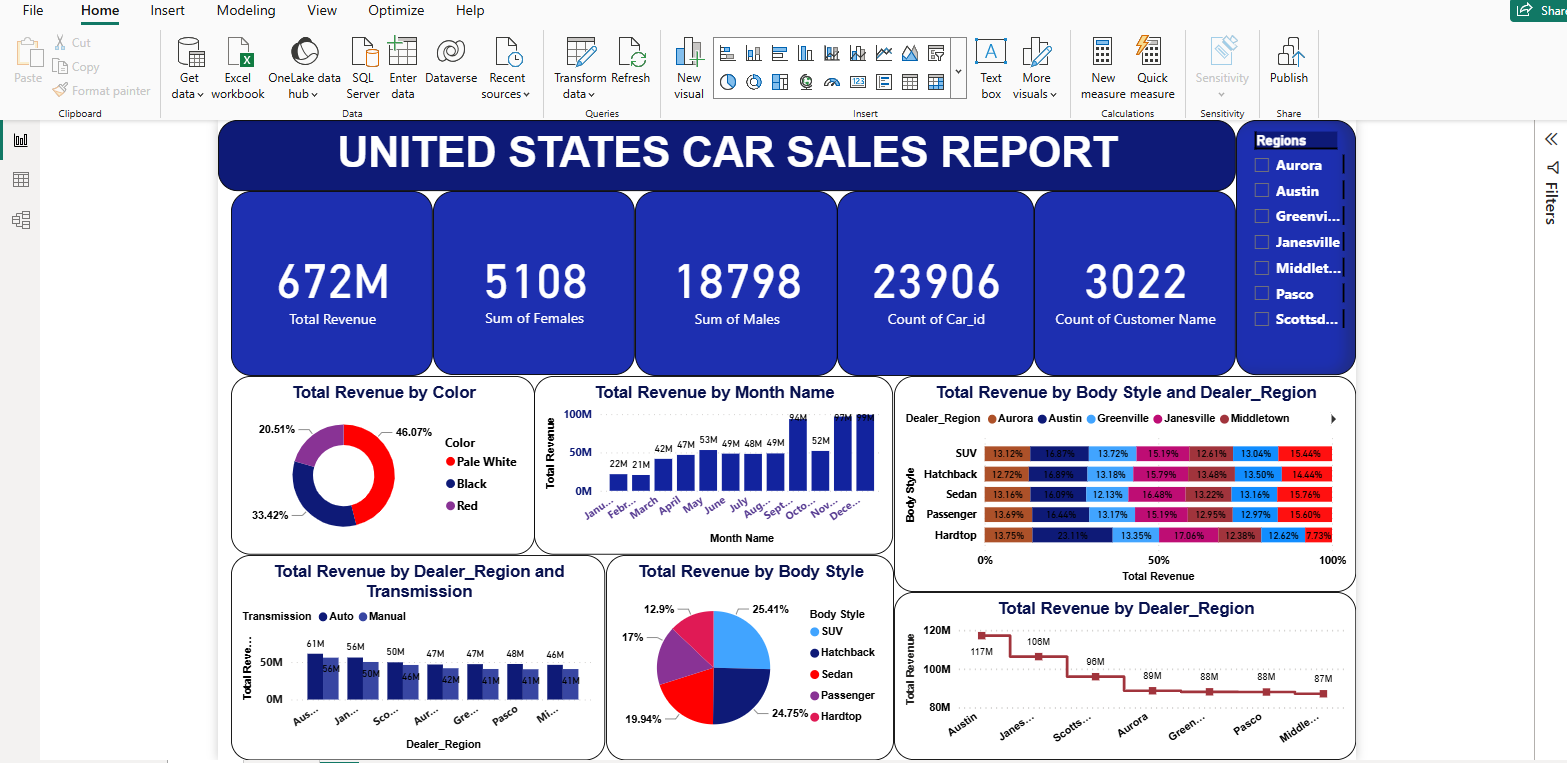 File Home Insert Modeling View Optimize Help Share
Paste Cut
Copy
Format painter
Get data Excel workbook OneLake data hub SQL Server Enter data Dataverse Recent sources Transform data Refresh New visual Text box More visuals New measure Quick measure Sensitivity Publish
Clipboard Data Queries Insert Calculations Sensitivity Share
UNITED STATES CAR SALES REPORT
Regions
Aurora
Austin
Greenvi...
Janesville
Middlet...
Pasco
Scottsd...
Filters
672M
Total Revenue
5108
Sum of Females
18798
Sum of Males
23906
Count of Car_id
3022
Count of Customer Name
Total Revenue by Color
20.51%
46.07%
33.42%
Color
Pale White
Black
Red
Total Revenue by Month Name
Total Revenue
100M
50M
0M
22M 21M 42M 47M 53M 49M 48M 49M 94M 52M 97M 99M
Janu... Febr... March April May June July Aug... Sept... Octo... Nov... Dece...
Month Name
Total Revenue by Body Style and Dealer_Region
Dealer_Region Aurora Austin Greenville Janesville Middletown
Body Style
SUV 13.12% 16.87% 13.72% 15.19% 12.61% 13.04% 15.44%
Hatchback 12.72% 16.89% 13.18% 15.79% 13.48% 13.50% 14.44%
Sedan 13.16% 16.09% 12.13% 16.48% 13.22% 13.16% 15.76%
Passenger 13.69% 16.44% 13.17% 15.19% 12.95% 12.97% 15.60%
Hardtop 13.75% 23.11% 13.35% 17.06% 12.38% 12.62% 7.73%
0% 50% 100%
Total Revenue
Total Revenue by Dealer_Region and
Transmission
Transmission Auto Manual
Total Reve...
50M
0M
61M 56M 56M 50M 50M 46M 47M 42M 47M 41M 48M 41M 46M 41M
Aus... Jan... Sco... Aur... Gre... Pasco Mi...
Dealer_Region
Total Revenue by Body Style
12.9%
25.41%
17%
19.94%
24.75%
Body Style
SUV
Hatchback
Sedan
Passenger
Hardtop
Total Revenue by Dealer_Region
Total Revenue
120M
100M
80M
117M 106M 96M 89M 88M 88M 87M
Austin Janes... Scotts... Aurora Green... Pasco Middle...